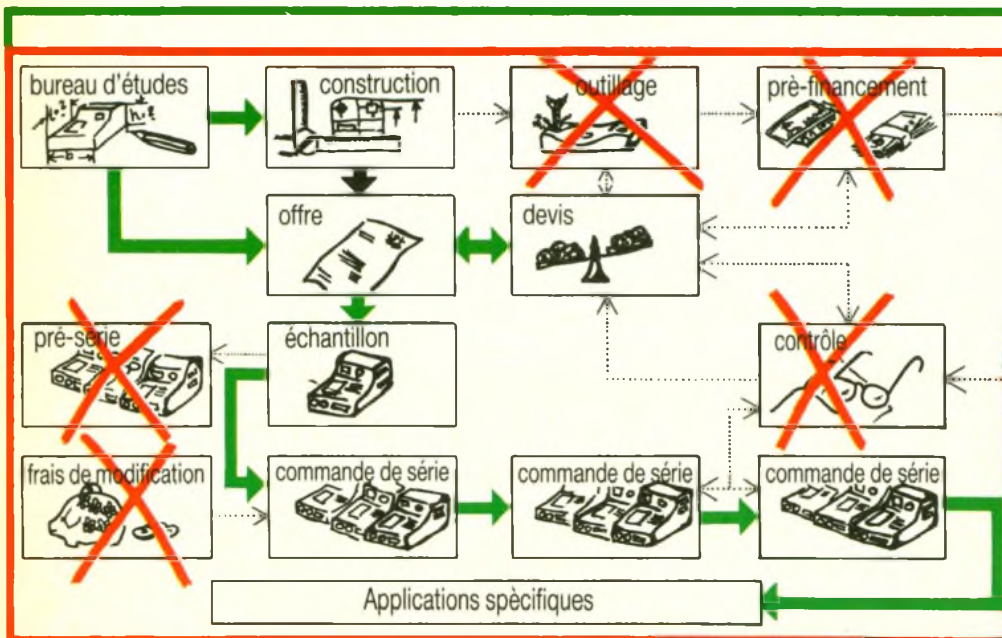 bureau d'études
construction
outillage
prè-financement
offre
devis
pré-série
échantillon
contrôle
frais de modification
commande de série
commande de série
commande de série
Applications spècifiques